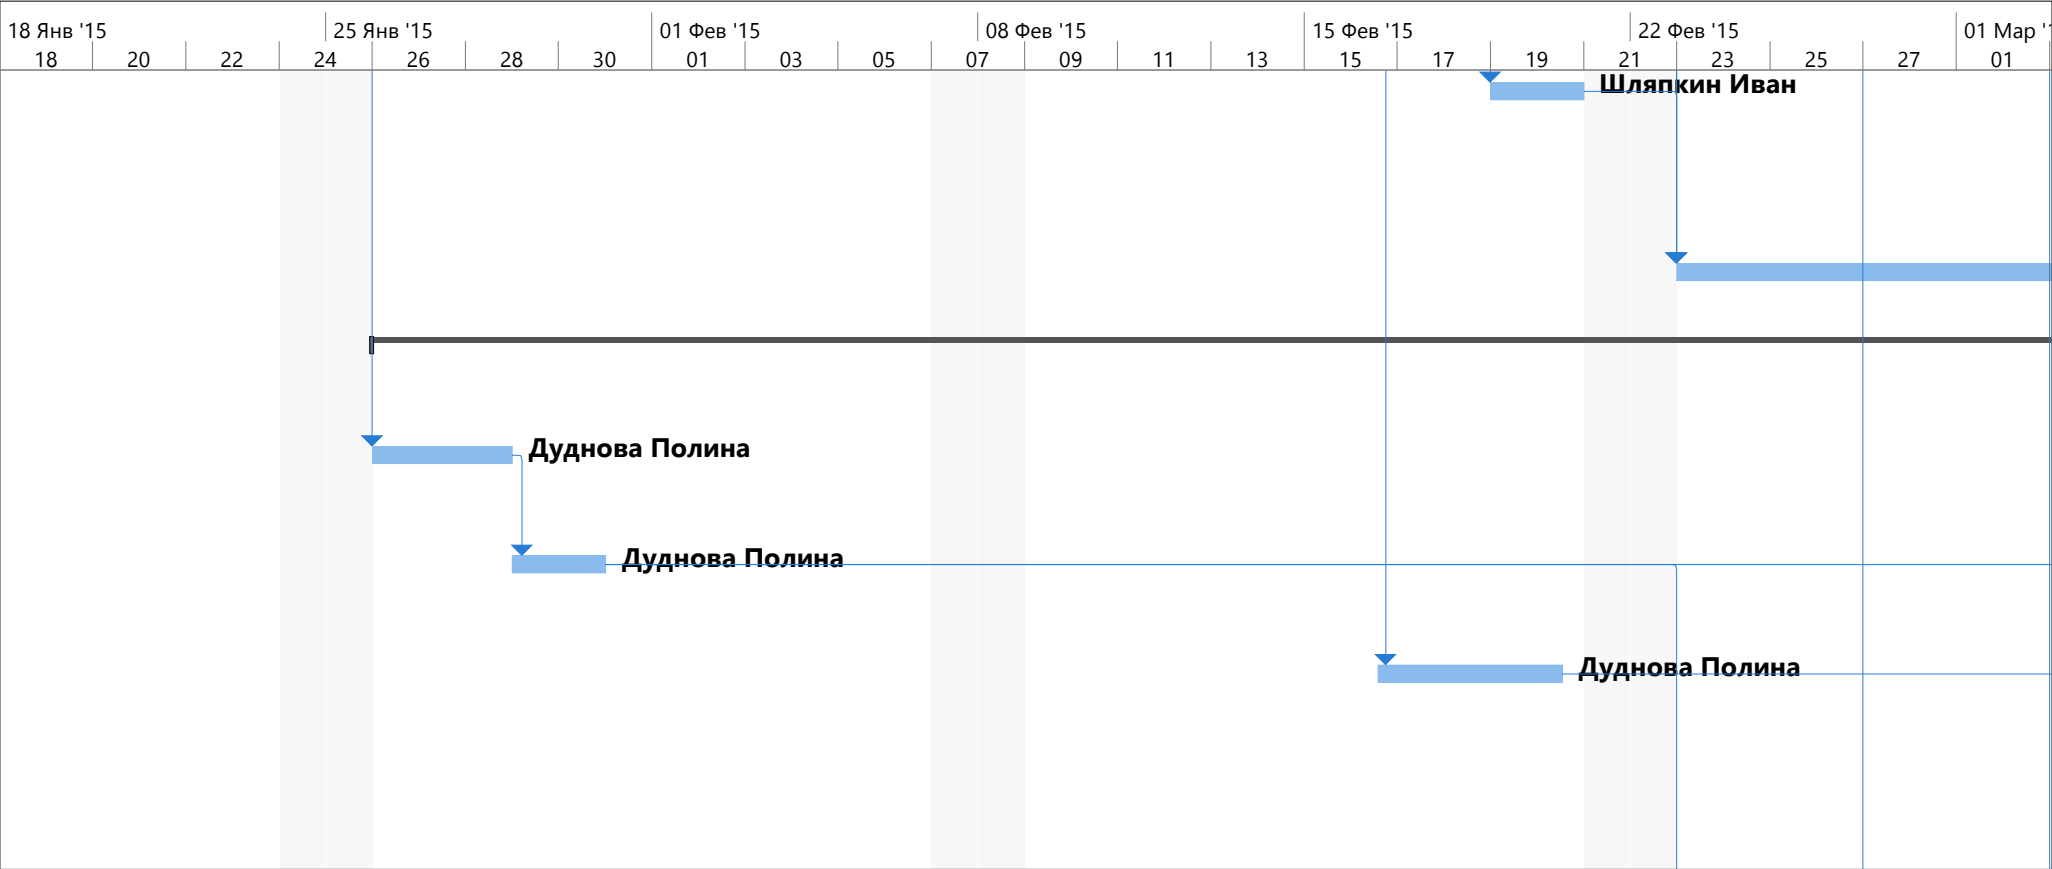 18 Янв '15 25 Янв '15 01 Фев '15 08 Фев '15 15 Фев '15 22 Фев '15 01 Мар
18 20 22 24 26 28 30 01 03 05 07 09 11 13 15 17 19 21 23 25 27 01
Шляпкин Иван
Дуднова Полина
Дуднова Полина
Дуднова Полина